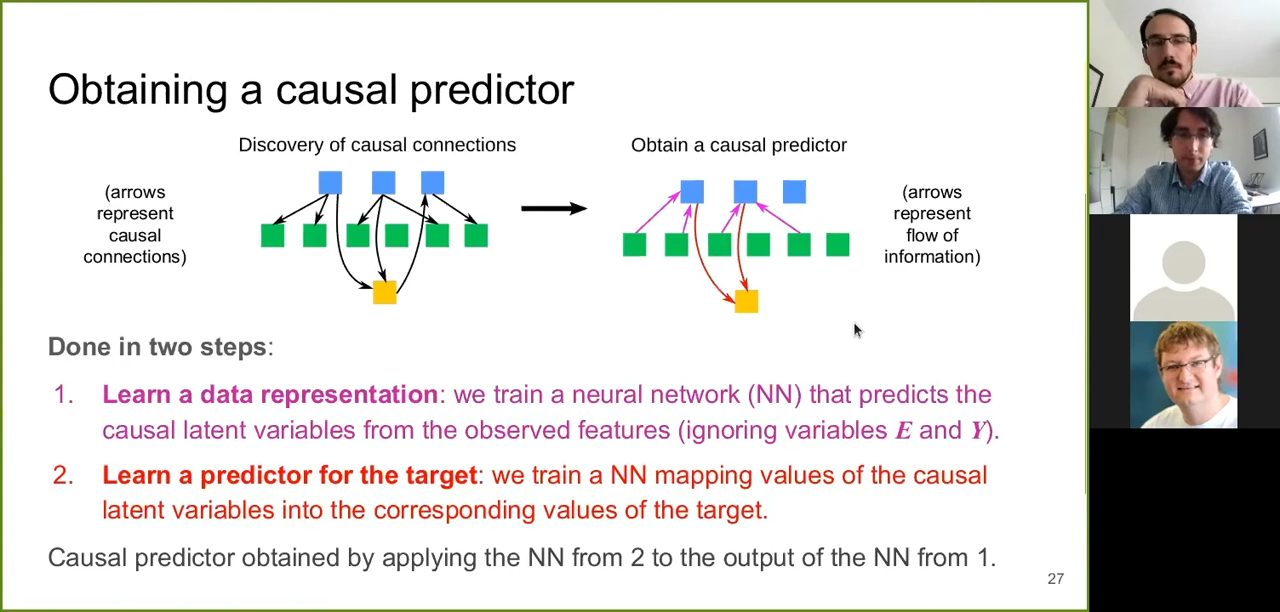 Obtaining a causal predictor
Discovery of causal connections
Obtain a causal predictor
(arrows
represent
causal
connections)
(arrows
represent
flow of
information)
Done in two steps:
1. Learn a data representation: we train a neural network (NN) that predicts the
causal latent variables from the observed features (ignoring variables E and Y).
2. Learn a predictor for the target: we train a NN mapping values of the causal
latent variables into the corresponding values of the target.
Causal predictor obtained by applying the NN from 2 to the output of the NN from 1.
27